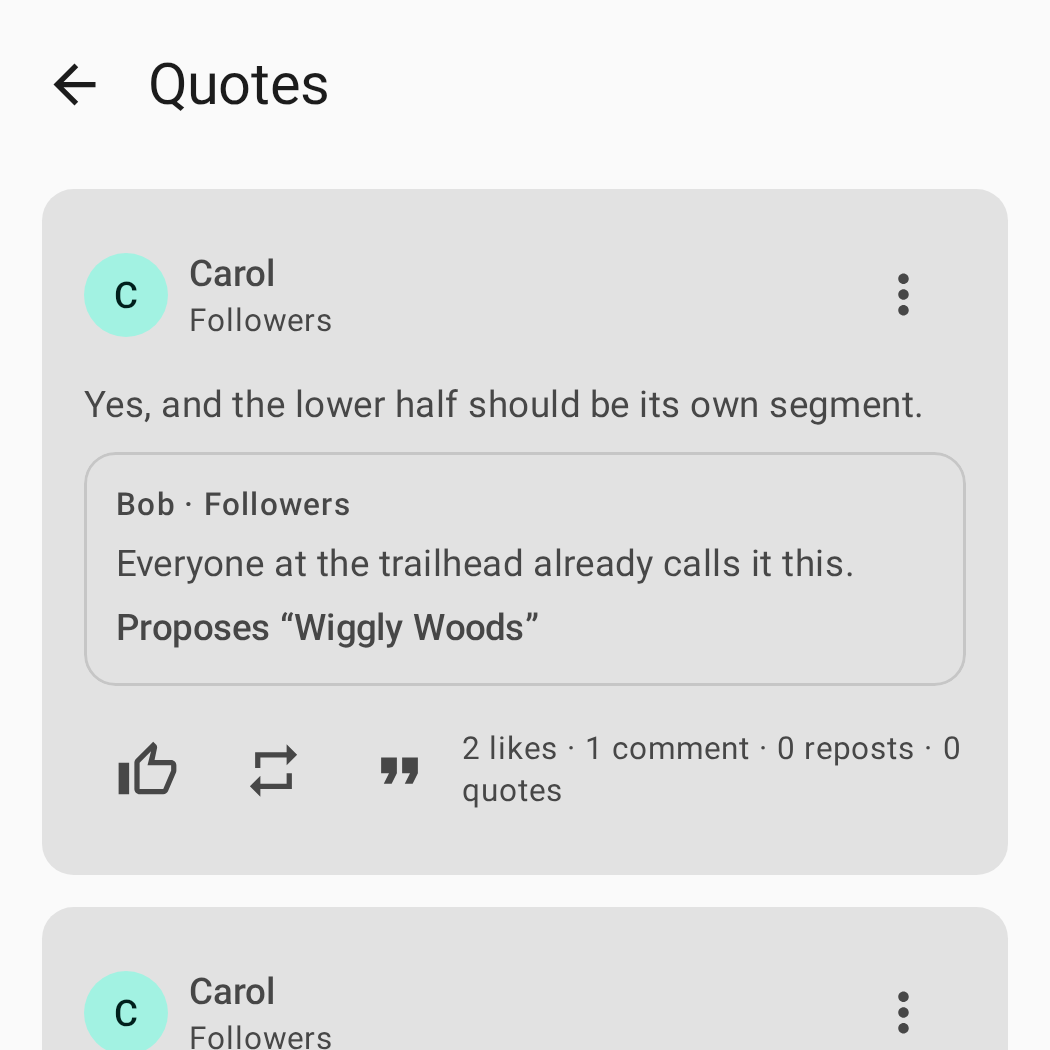 Quotes
C
Carol
Followers
Yes, and the lower half should be its own segment.
Bob · Followers
Everyone at the trailhead already calls it this.
Proposes “Wiggly Woods”
2 likes · 1 comment · 0 reposts · 0
quotes
C
Carol
Followers